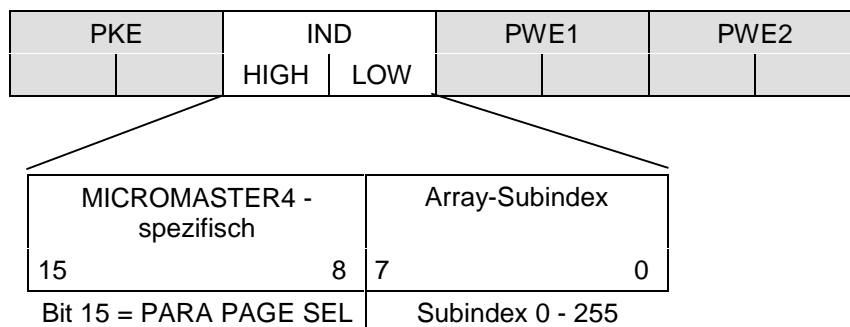 PKE IND PWE1 PWE2
HIGH LOW
MICROMASTER4 - Array-Subindex
spezifisch
15 8 7 0
Bit 15 = PARA PAGE SEL Subindex 0 - 255